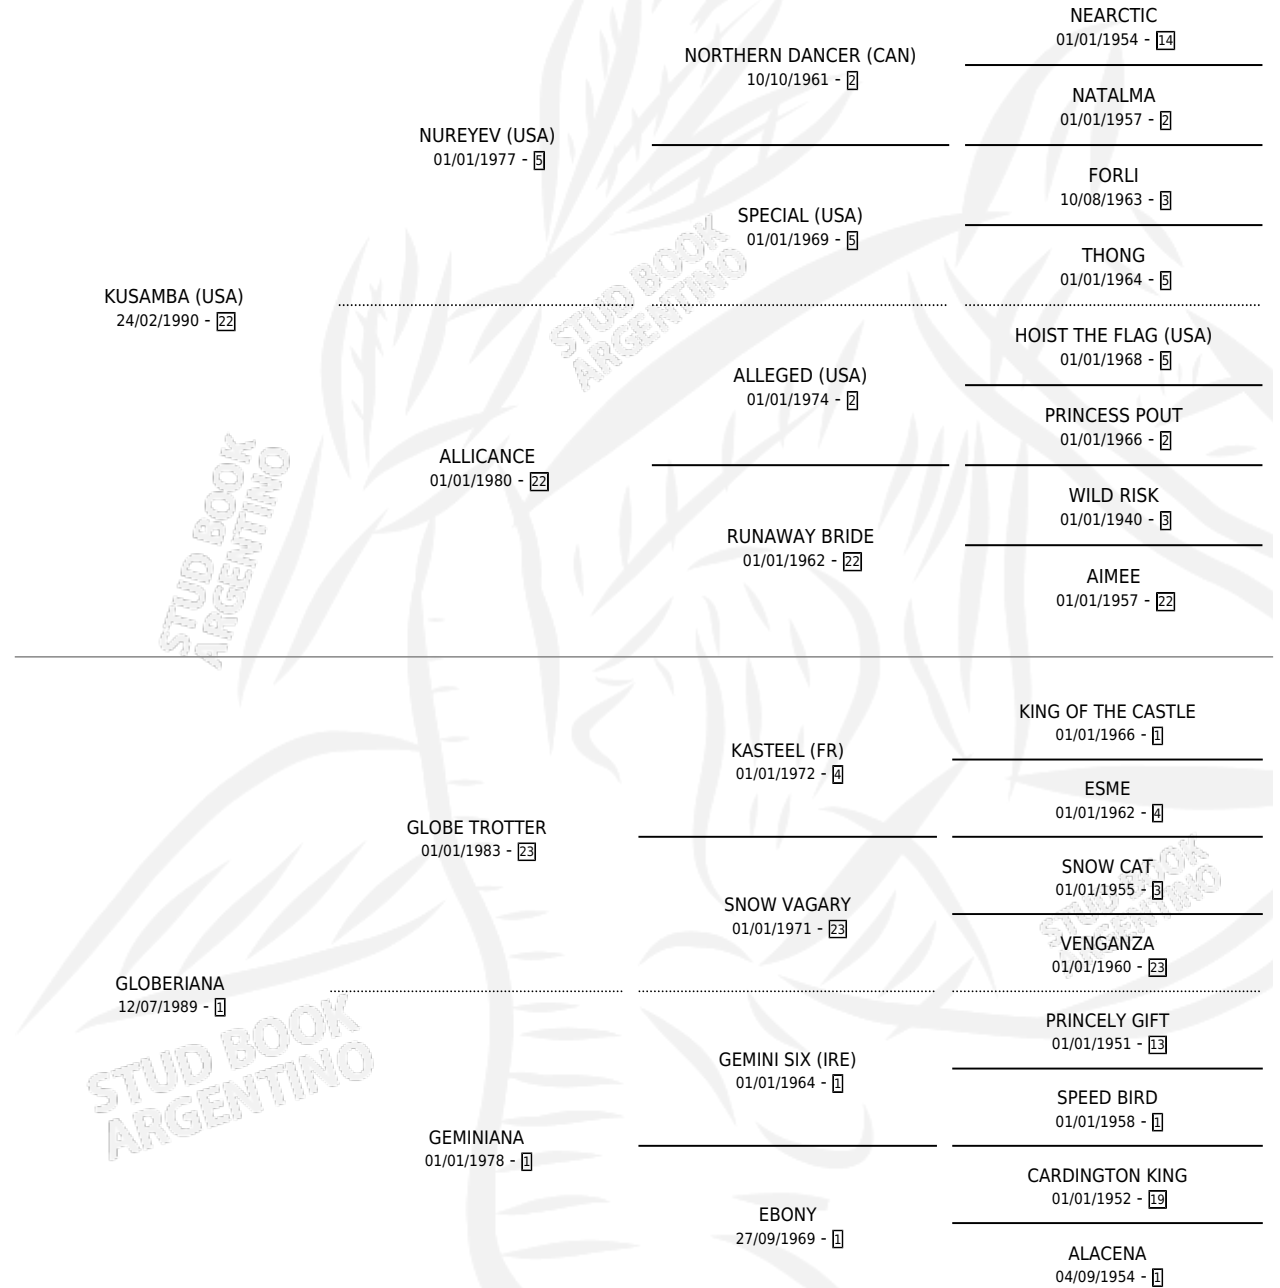 NEARCTIC
01/01/1954 - 14
NORTHERN DANCER (CAN)
10/10/1961 - 2
NATALMA
01/01/1957 - 2
NUREYEV (USA)
01/01/1977 - 5
FORLI
10/08/1963 - 3
SPECIAL (USA)
01/01/1969 - 5
THONG
01/01/1964 - 5
KUSAMBA (USA)
24/02/1990 - 22
HOIST THE FLAG (USA)
01/01/1968 - 5
ALLEGED (USA)
01/01/1974 - 2
PRINCESS POUT
01/01/1966 - 2
ALLICANCE
01/01/1980 - 22
WILD RISK
01/01/1940 - 3
RUNAWAY BRIDE
01/01/1962 - 22
AIMEE
01/01/1957 - 22
KING OF THE CASTLE
01/01/1966 - 1
KASTEEL (FR)
01/01/1972 - 4
ESME
01/01/1962 - 4
GLOBE TROTTER
01/01/1983 - 23
SNOW CAT
01/01/1955 - 3
SNOW VAGARY
01/01/1971 - 23
VENGANZA
01/01/1960 - 23
GLOBERIANA
12/07/1989 - 1
PRINCELY GIFT
01/01/1951 - 13
GEMINI SIX (IRE)
01/01/1964 - 1
SPEED BIRD
01/01/1958 - 1
GEMINIANA
01/01/1978 - 1
CARDINGTON KING
01/01/1952 - 19
EBONY
27/09/1969 - 1
ALACENA
04/09/1954 - 1
STUD BOOK
ARGENTINO
STUD BOOK
ARGENTINO
STUD BOOK
ARGENTINO
STUD BOOK
ARGENTINO